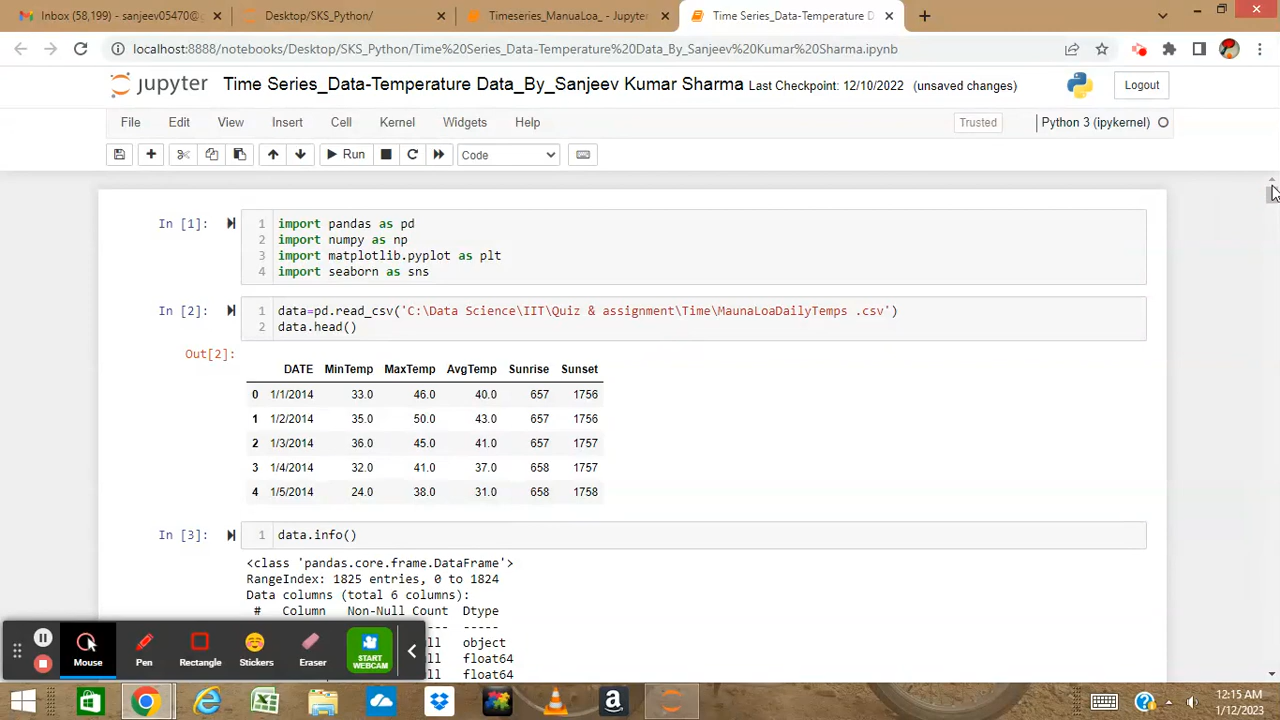 Inbox (58,199) - sanjeev05470@g
Desktop/SKS_Python/
Timeseries_ManuaLoa_ - Jupyter
Time Series_Data-Temperature D
localhost:8888/notebooks/Desktop/SKS_Python/Time%20Series_Data-Temperature%20Data_By_Sanjeev%20Kumar%20Sharma.ipynb
jupyter Time Series_Data-Temperature Data_By_Sanjeev Kumar Sharma Last Checkpoint: 12/10/2022 (unsaved changes) Logout
File Edit View Insert Cell Kernel Widgets Help Trusted Python 3 (ipykernel)
Run Code
In [1]:
1 import pandas as pd
2 import numpy as np
3 import matplotlib.pyplot as plt
4 import seaborn as sns
In [2]:
1 data=pd.read_csv('C:\Data Science\IIT\Quiz & assignment\Time\MaunaLoaDailyTemps .csv')
2 data.head()
Out[2]:
DATE MinTemp MaxTemp AvgTemp Sunrise Sunset
0 1/1/2014 33.0 46.0 40.0 657 1756
1 1/2/2014 35.0 50.0 43.0 657 1756
2 1/3/2014 36.0 45.0 41.0 657 1757
3 1/4/2014 32.0 41.0 37.0 658 1757
4 1/5/2014 24.0 38.0 31.0 658 1758
In [3]:
1 data.info()
<class 'pandas.core.frame.DataFrame'>
RangeIndex: 1825 entries, 0 to 1824
Data columns (total 6 columns):
# Column Non-Null Count Dtype
-----
ll object
ll float64
ll float64
Mouse Pen Rectangle Stickers Eraser START WEBCAM
12:15 AM
1/12/2023